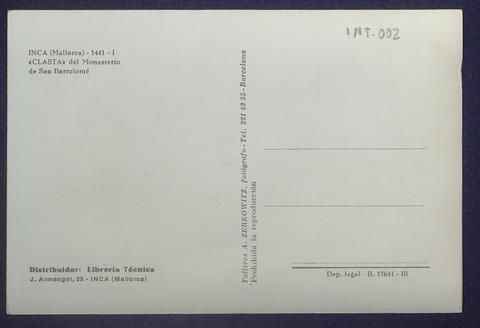 INT-002
INCA (Mallorca) - 1441 - I
«CLASTA» del Monasterio
de San Bartolomé
Talleres A. ZERKOWITZ, fotógrafo - Tel. 221 42 55 - Barcelona
Prohibida la reproducción
Distribuidor: Librería Técnica
J. Armengol, 28 - INCA (Mallorca)
Dep. legal - B. 17641 - III